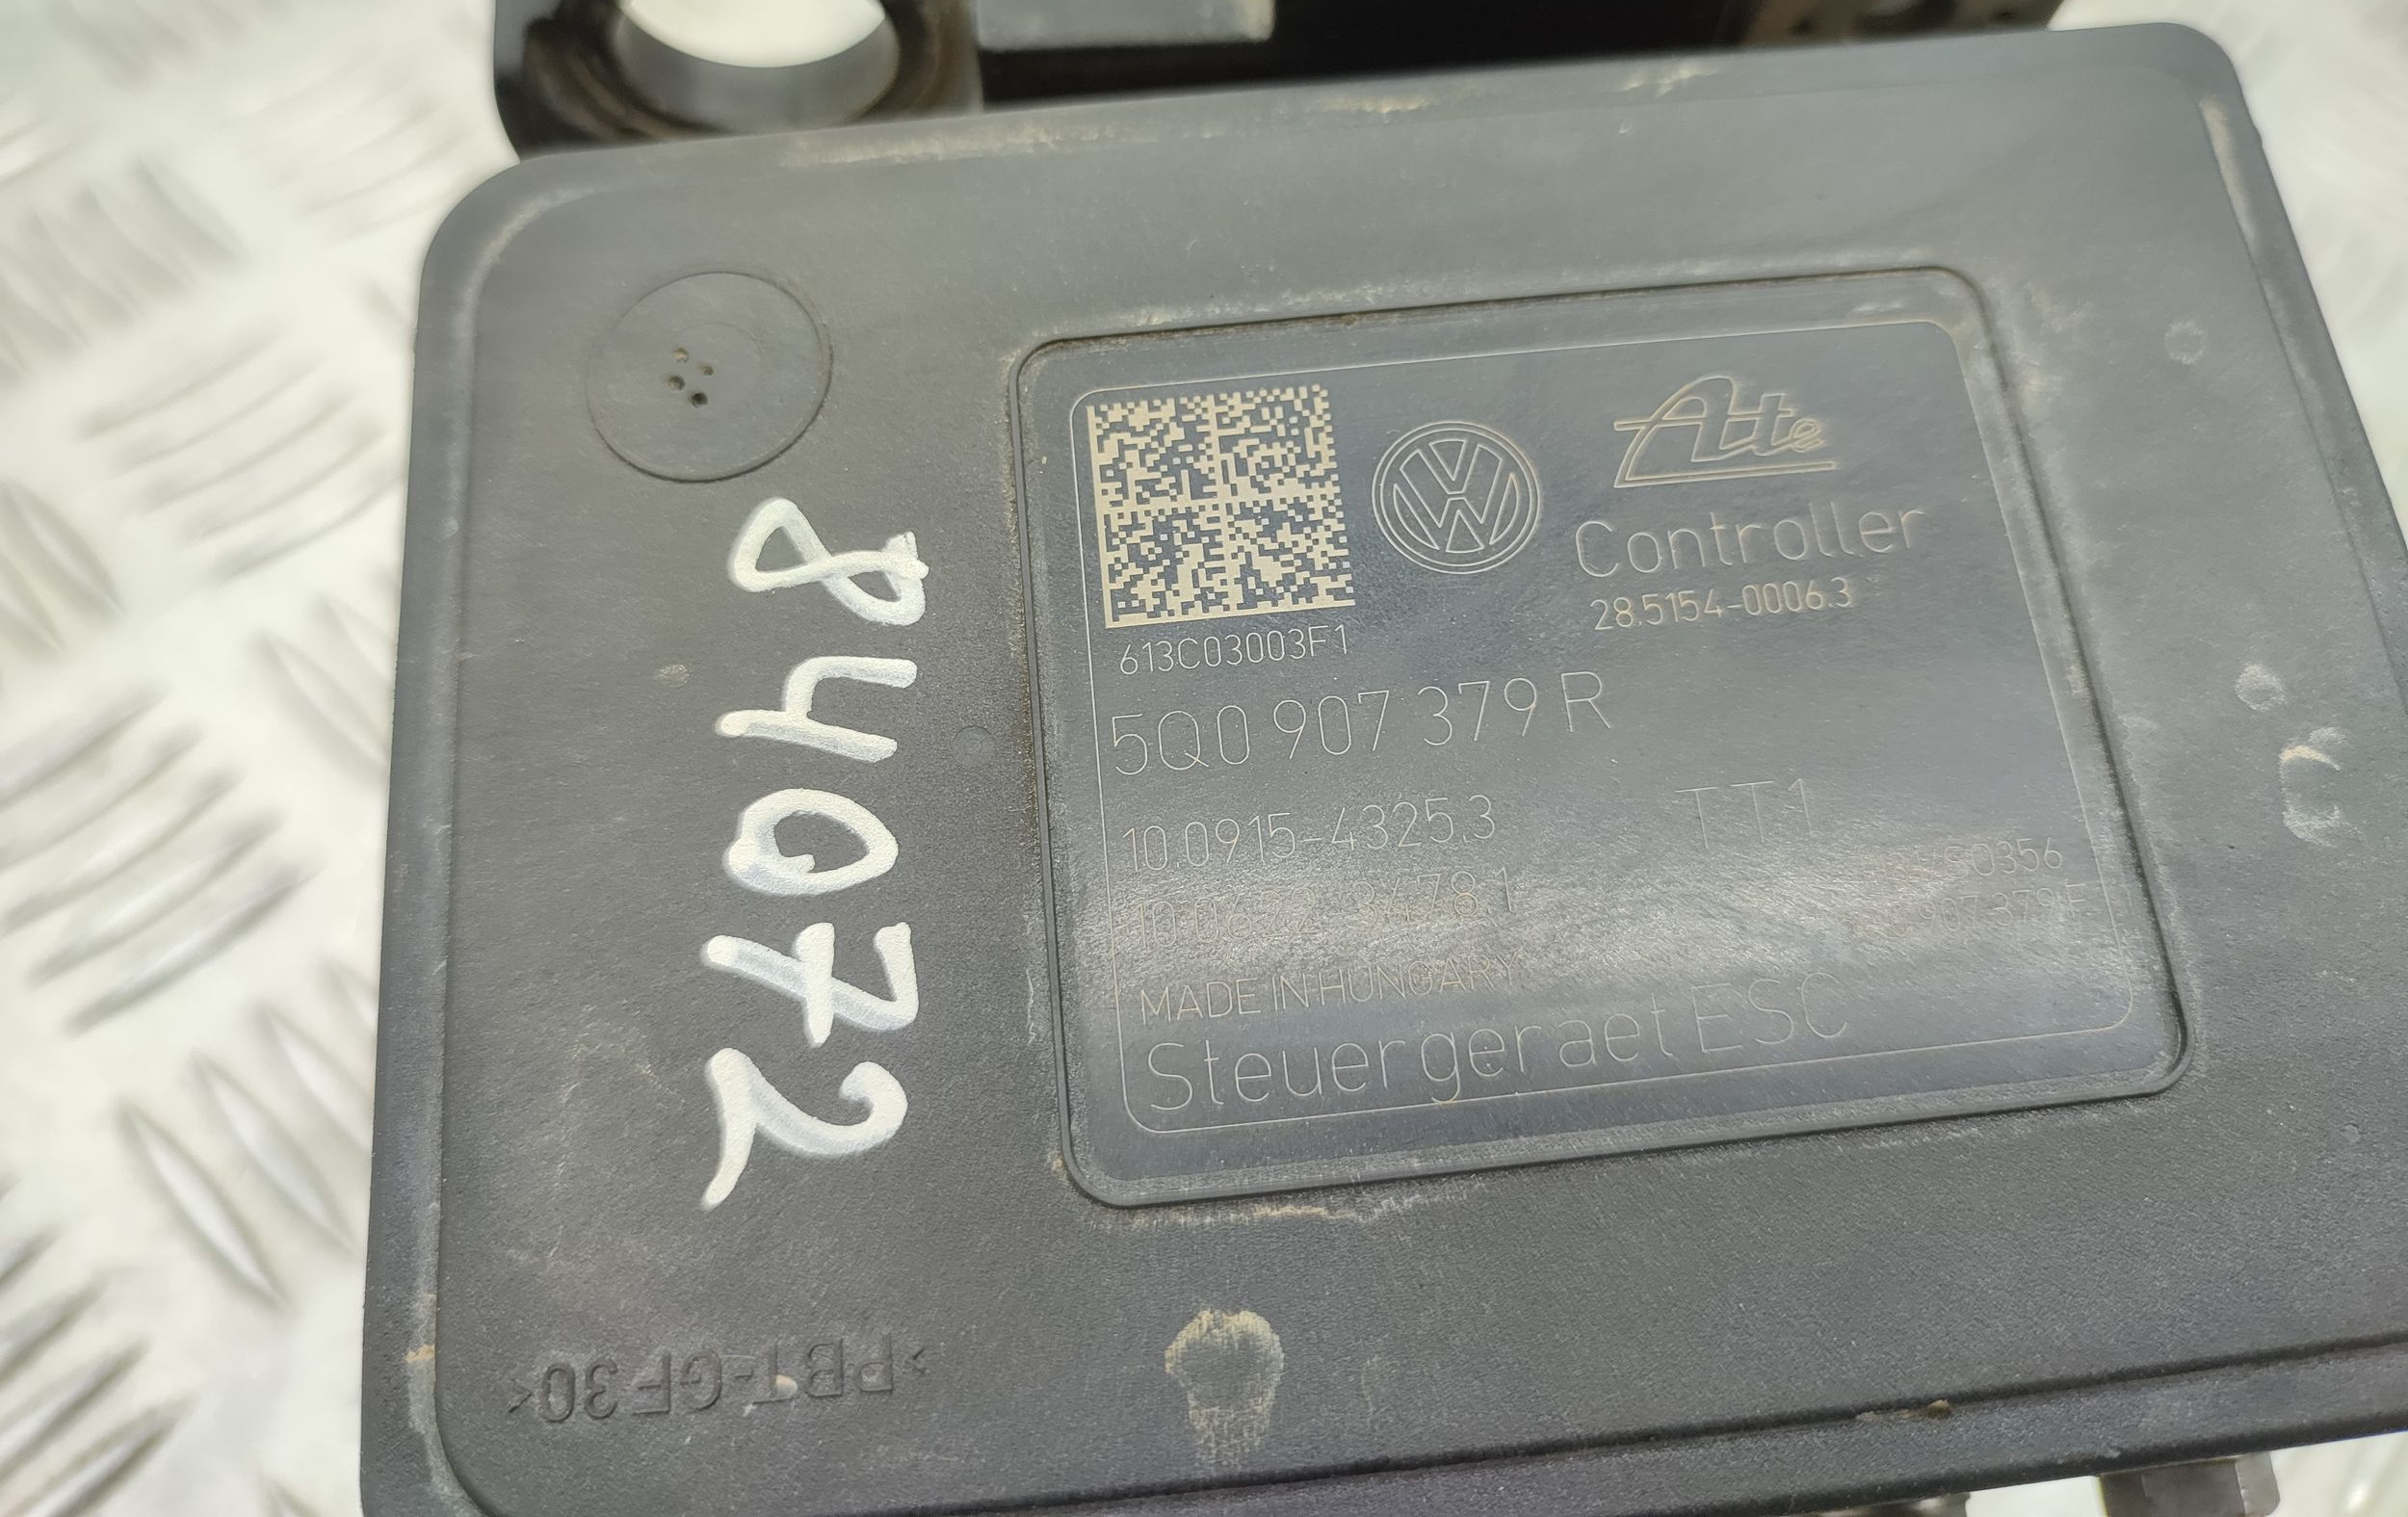 Ate
Controller
28.5154-0006.3
613C03003F1
5Q0 907 379 R
10.0915-4325.3
TT1
MADE IN HUNGARY
Steuergeraet ESC
84072
>PBT-GF30<